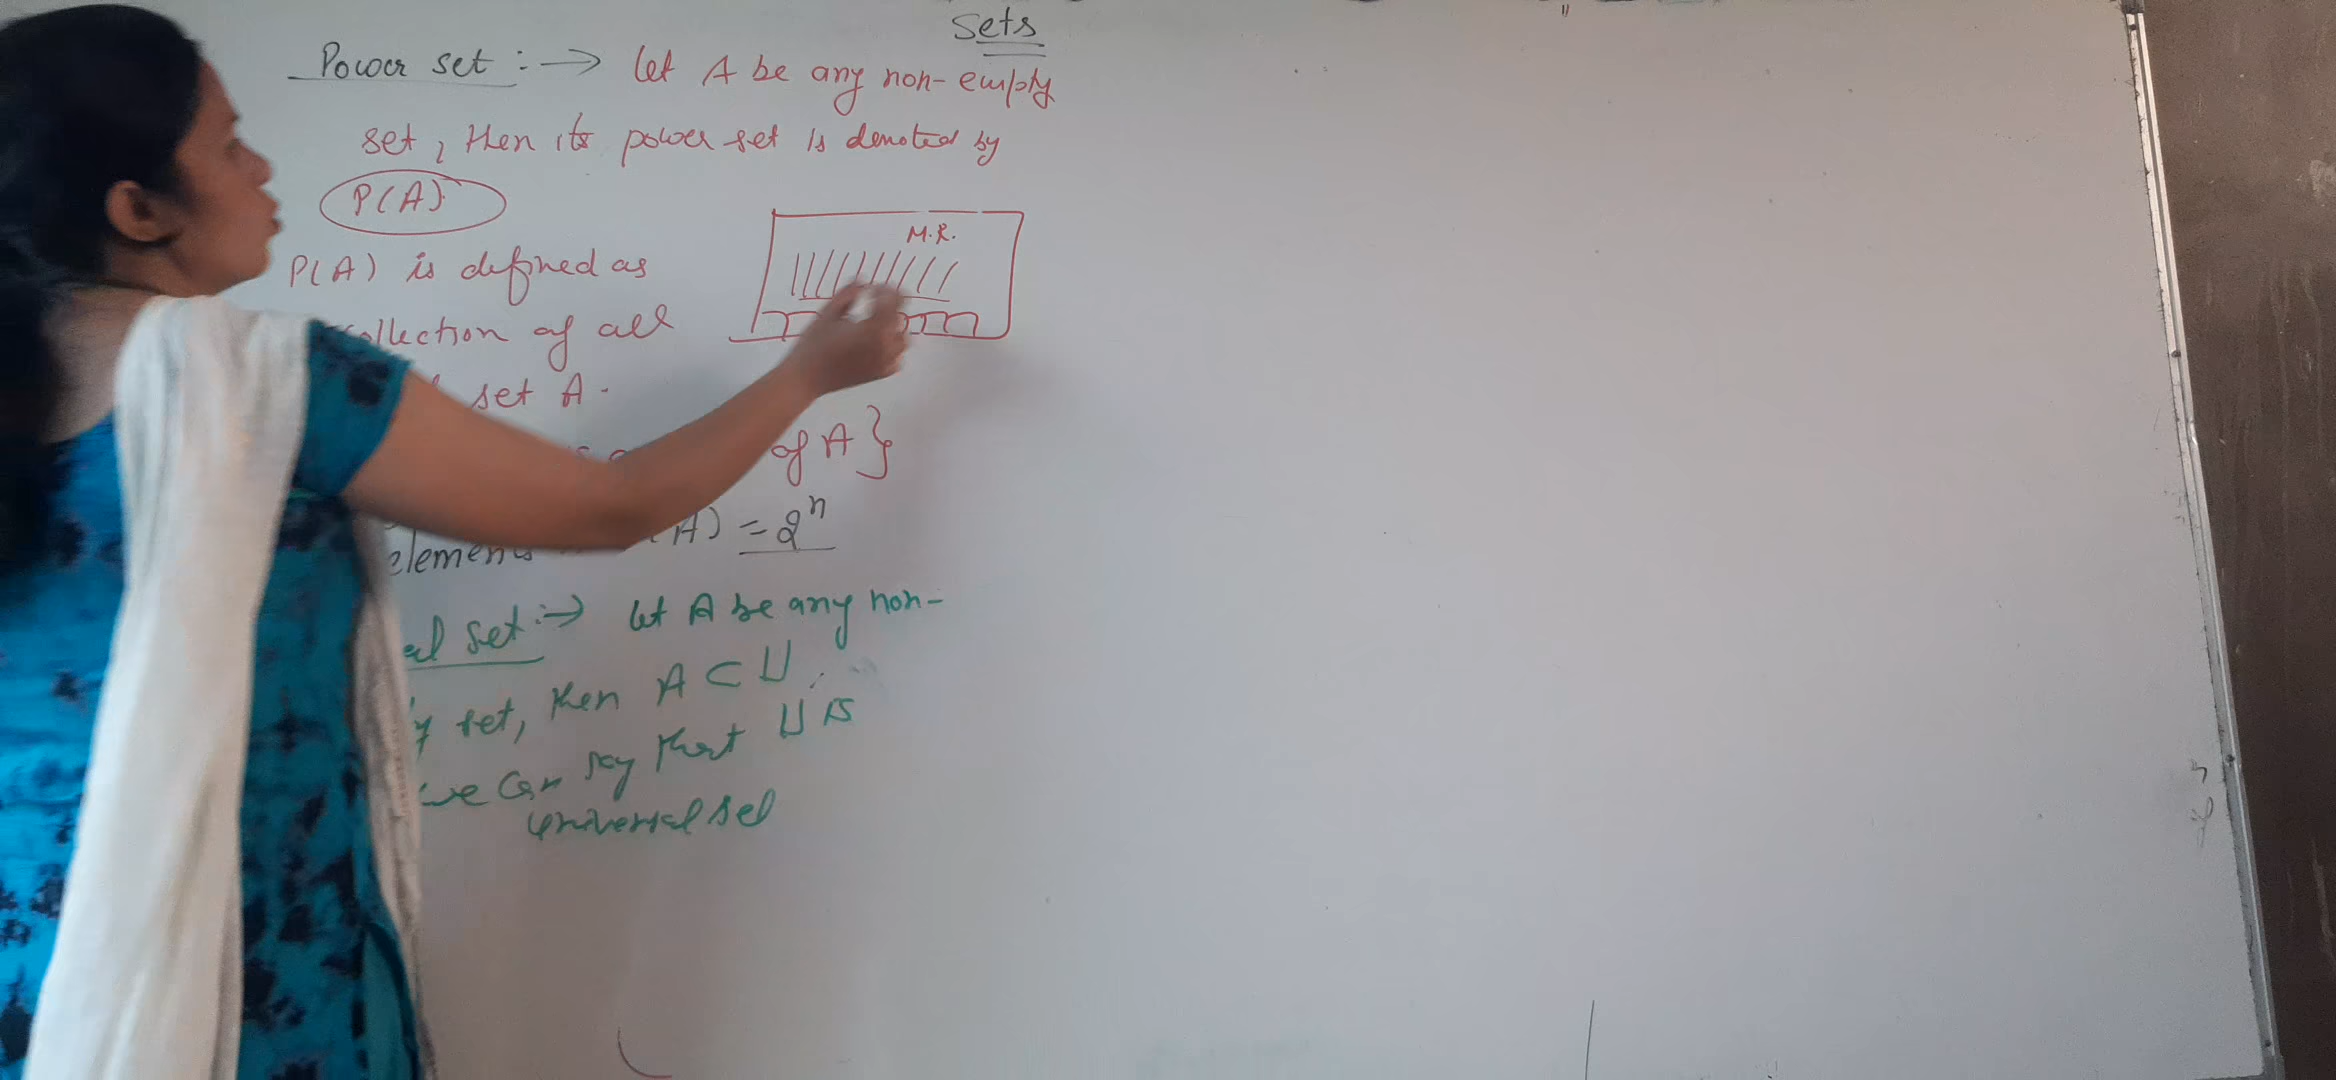 Sets
Power set :→ let A be any non-empty
set, then its power set is denoted by
P(A).
M.R.
P(A) is defined as
collection of all
set A.
of A }
elements A) = 2ⁿ
set :→ let A be any non-
set, then A ⊂ U.
we can say that U is
universal set